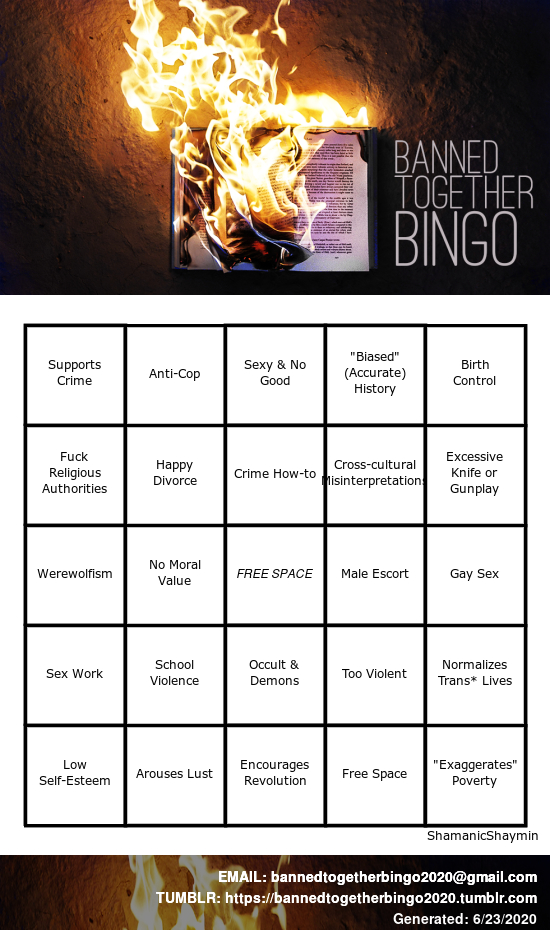 BANNED
TOGETHER
BINGO
Supports
Crime
Anti-Cop
Sexy & No
Good
"Biased"
(Accurate)
History
Birth
Control
Fuck
Religious
Authorities
Happy
Divorce
Crime How-to
Cross-cultural
Misinterpretations
Excessive
Knife or
Gunplay
Werewolfism
No Moral
Value
FREE SPACE
Male Escort
Gay Sex
Sex Work
School
Violence
Occult &
Demons
Too Violent
Normalizes
Trans* Lives
Low
Self-Esteem
Arouses Lust
Encourages
Revolution
Free Space
"Exaggerates"
Poverty
ShamanicShaymin
EMAIL: bannedtogetherbingo2020@gmail.com
TUMBLR: https://bannedtogetherbingo2020.tumblr.com
Generated: 6/23/2020